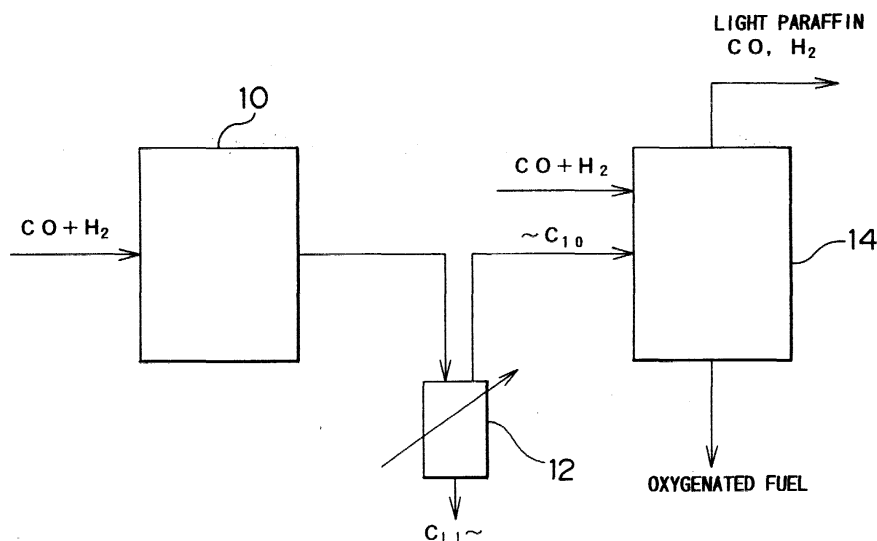 LIGHT PARAFFIN
CO, H₂
10
CO+H₂
CO+H₂
~C₁₀
14
12
OXYGENATED FUEL
C₁₁~